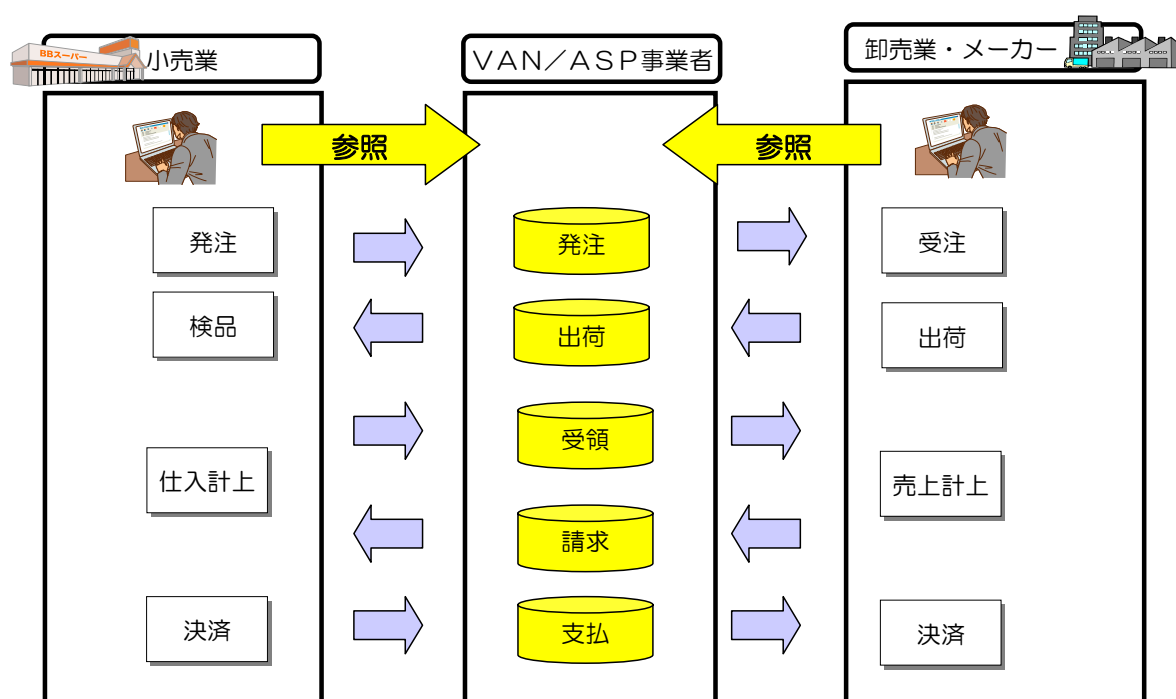 BBスーパー
小売業
VAN/ASP事業者
卸売業・メーカー
参照
参照
発注
発注
受注
検品
出荷
出荷
受領
仕入計上
売上計上
請求
決済
支払
決済